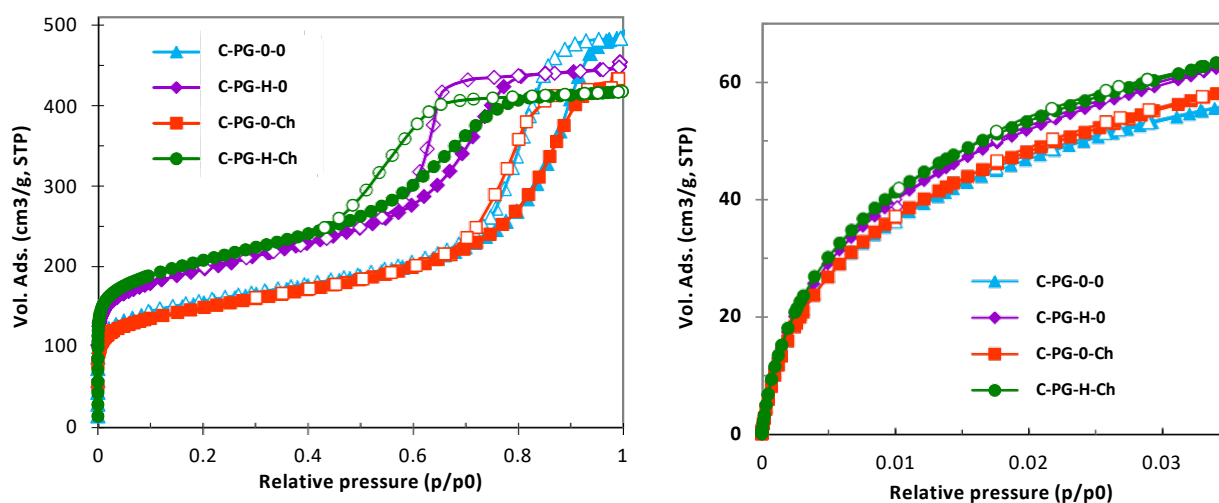 500
400
300
200
100
0
Vol. Ads. (cm3/g, STP)
C-PG-0-0
C-PG-H-0
C-PG-0-Ch
C-PG-H-Ch
0 0.2 0.4 0.6 0.8 1
Relative pressure (p/p0)
60
40
20
0
Vol. Ads. (cm3/g, STP)
C-PG-0-0
C-PG-H-0
C-PG-0-Ch
C-PG-H-Ch
0 0.01 0.02 0.03
Relative pressure (p/p0)